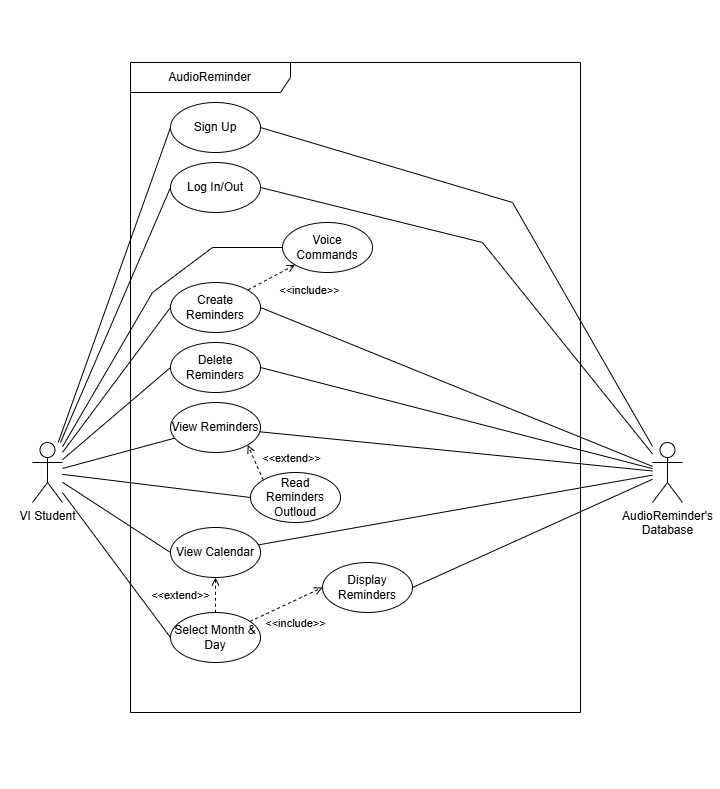 AudioReminder
Sign Up
Log In/Out
Voice
Commands
<<include>>
Create
Reminders
Delete
Reminders
View Reminders
<<extend>>
Read
Reminders
Outloud
VI Student
AudioReminder's
Database
View Calendar
Display
Reminders
<<extend>>
<<include>>
Select Month &
Day